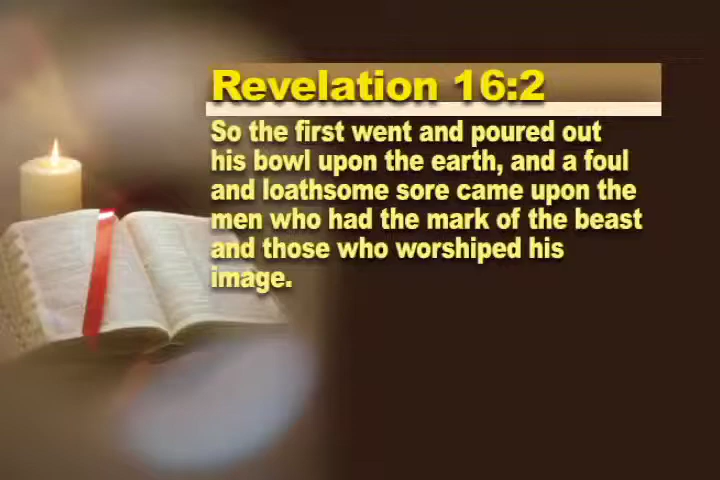 Revelation 16:2
So the first went and poured out
his bowl upon the earth, and a foul
and loathsome sore came upon the
men who had the mark of the beast
and those who worshiped his
image.